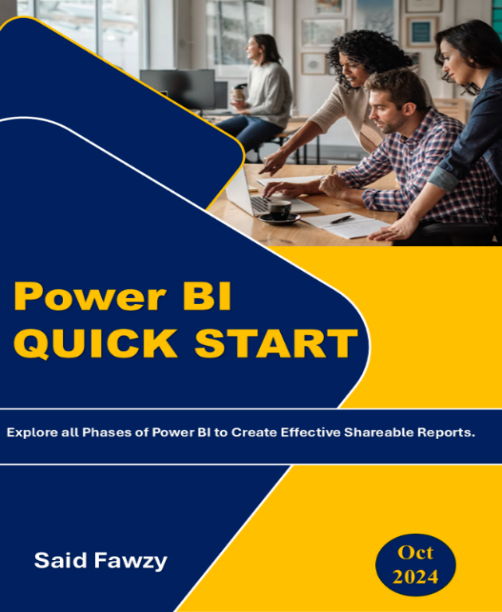 Power BI
QUICK START
Explore all Phases of Power BI to Create Effective Shareable Reports.
Said Fawzy
Oct
2024